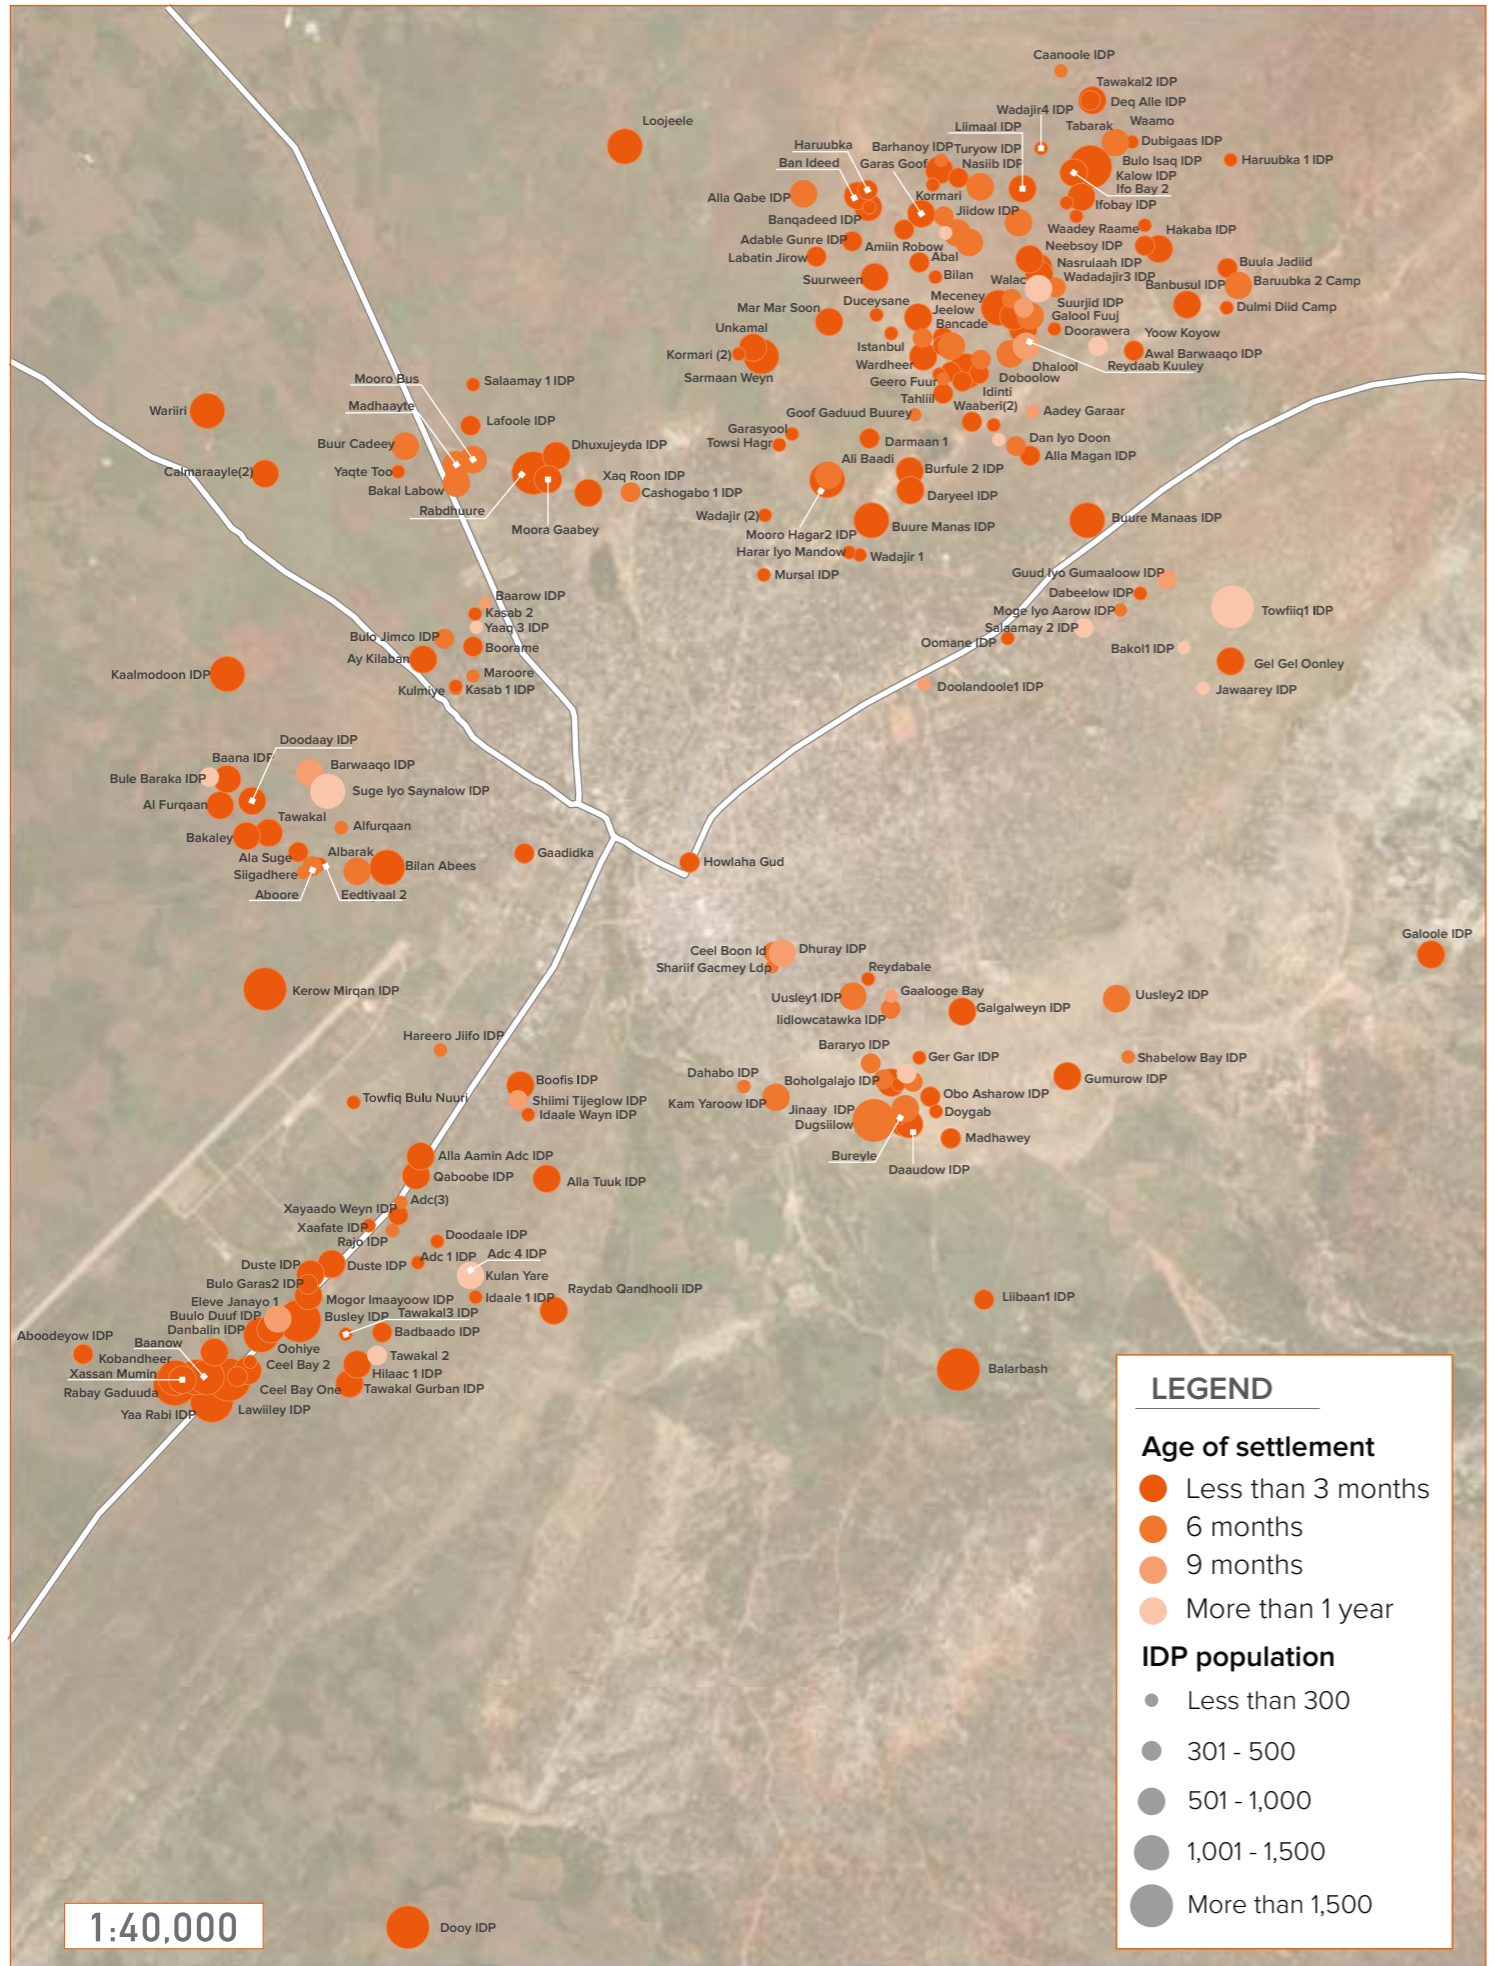 Caanoole IDP
Tawakal2 IDP
Deq Alle IDP
Wadajir4 IDP
Loojeele
Liimaal IDP
Tabarak
Waamo
Dubigaas IDP
Haruubka
Barhanoy IDP
Turyow IDP
Ban Ideed
Garas Goof
Nasiib IDP
Bulo Isaq IDP
Haruubka 1 IDP
Kalow IDP
Ifo Bay 2
Alla Qabe IDP
Kormari
Ifobay IDP
Banqadeed IDP
Jiidow IDP
Waadey Raame
Hakaba IDP
Adable Gunre IDP
Amiin Robow
Neebsoy IDP
Labatin Jirow
Abal
Nasrulaah IDP
Buula Jadiid
Suurween
Bilan
Walac
Wadadajir3 IDP
Banbusul IDP
Baruubka 2 Camp
Mar Mar Soon
Duceysane
Meceney
Suurjid IDP
Dulmi Diid Camp
Jeelow
Galool Fuuj
Unkamal
Bancade
Doorawera
Yoow Koyow
Kormari (2)
Istanbul
Awal Barwaaqo IDP
Sarmaan Weyn
Wardheer
Dhalool
Reydaab Kuuley
Geero Fuur
Doboolow
Mooro Bus
Salaamay 1 IDP
Idinti
Tahliil
Waaberi(2)
Wariiri
Madhaayte
Goof Gaduud Buurey
Aadey Garaar
Lafoole IDP
Garasyool
Buur Cadeey
Dhuxujeyda IDP
Towsi Hagr
Darmaan 1
Dan Iyo Doon
Calmaraayle(2)
Yaqte Too
Ali Baadi
Alla Magan IDP
Xaq Roon IDP
Burfule 2 IDP
Bakal Labow
Cashogabo 1 IDP
Daryeel IDP
Rabdhuure
Wadajir (2)
Buure Manaas IDP
Moora Gaabey
Buure Manas IDP
Mooro Hagar2 IDP
Harar Iyo Mandow
Wadajir 1
Mursal IDP
Guud Iyo Gumaaloow IDP
Baarow IDP
Dabeelow IDP
Kasab 2
Moge Iyo Aarow IDP
Towfiiq1 IDP
Yaaq 3 IDP
Salaamay 2 IDP
Bulo Jimco IDP
Oomane IDP
Boorame
Bakol1 IDP
Ay Kilaban
Gel Gel Oonley
Kaalmodoon IDP
Maroore
Doolandoole1 IDP
Jawaarey IDP
Kulmiye
Kasab 1 IDP
Doodaay IDP
Baana IDP
Barwaaqo IDP
Bule Baraka IDP
Suge Iyo Saynalow IDP
Al Furqaan
Tawakal
Alfurqaan
Bakaley
Ala Suge
Albarak
Gaadidka
Howlaha Gud
Siigadhere
Bilan Abees
Aboore
Eedtiyaal 2
Galoole IDP
Ceel Boon Id
Dhuray IDP
Shariif Gacmey Ldp
Reydabale
Kerow Mirqan IDP
Uusley1 IDP
Gaalooge Bay
Uusley2 IDP
Galgalweyn IDP
Iidlowcatawka IDP
Hareero Jiifo IDP
Bararyo IDP
Ger Gar IDP
Shabelow Bay IDP
Dahabo IDP
Boofis IDP
Boholgalajo IDP
Gumurow IDP
Towfiq Bulu Nuuri
Shiimi Tijeglow IDP
Kam Yaroow IDP
Obo Asharow IDP
Idaale Wayn IDP
Jinaay IDP
Doygab
Dugsiilow
Madhawey
Alla Aamin Adc IDP
Bureyle
Daaudow IDP
Qaboobe IDP
Alla Tuuk IDP
Xayaado Weyn IDP
Adc(3)
Xaafate IDP
Rajo IDP
Doodaale IDP
Duste IDP
Duste IDP
Adc 1 IDP
Adc 4 IDP
Kulan Yare
Bulo Garas2 IDP
Raydab Qandhooli IDP
Eleve Janayo 1
Mogor Imaayoow IDP
Idaale 1 IDP
Liibaan1 IDP
Buulo Duuf IDP
Busley IDP
Tawakal3 IDP
Danbalin IDP
Badbaado IDP
Aboodeyow IDP
Baanow
Oohiye
Kobandheer
Ceel Bay 2
Tawakal 2
Xassan Mumin
Hilaac 1 IDP
Balarbash
Rabay Gaduuda
Ceel Bay One
Tawakal Gurban IDP
Yaa Rabi IDP
Lawiiley IDP
Dooy IDP
1:40,000
LEGEND
Age of settlement
Less than 3 months
6 months
9 months
More than 1 year
IDP population
Less than 300
301 - 500
501 - 1,000
1,001 - 1,500
More than 1,500